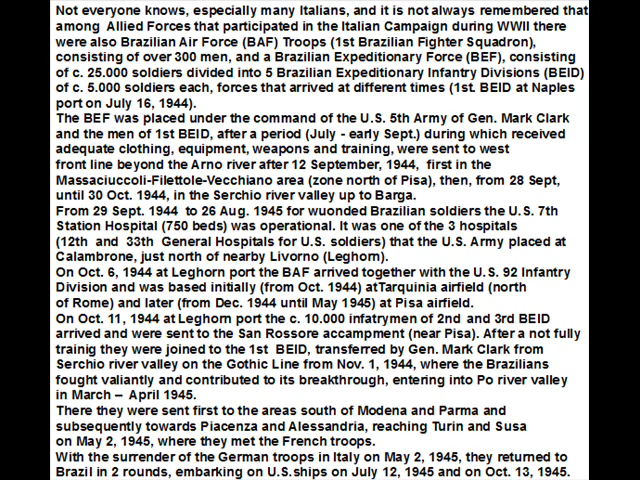 Not everyone knows, especially many Italians, and it is not always remembered that
among Allied Forces that participated in the Italian Campaign during WWII there
were also Brazilian Air Force (BAF) Troops (1st Brazilian Fighter Squadron),
consisting of over 300 men, and a Brazilian Expeditionary Force (BEF), consisting
of c. 25.000 soldiers divided into 5 Brazilian Expeditionary Infantry Divisions (BEID)
of c. 5.000 soldiers each, forces that arrived at different times (1st. BEID at Naples
port on July 16, 1944).
The BEF was placed under the command of the U.S. 5th Army of Gen. Mark Clark
and the men of 1st BEID, after a period (July - early Sept.) during which received
adequate clothing, equipment, weapons and training, were sent to west
front line beyond the Arno river after 12 September, 1944, first in the
Massaciuccoli-Filettole-Vecchiano area (zone north of Pisa), then, from 28 Sept,
until 30 Oct. 1944, in the Serchio river valley up to Barga.
From 29 Sept. 1944 to 26 Aug. 1945 for wuonded Brazilian soldiers the U.S. 7th
Station Hospital (750 beds) was operational. It was one of the 3 hospitals
(12th and 33th General Hospitals for U.S. soldiers) that the U.S. Army placed at
Calambrone, just north of nearby Livorno (Leghorn).
On Oct. 6, 1944 at Leghorn port the BAF arrived together with the U.S. 92 Infantry
Division and was based initially (from Oct. 1944) atTarquinia airfield (north
of Rome) and later (from Dec. 1944 until May 1945) at Pisa airfield.
On Oct. 11, 1944 at Leghorn port the c. 10.000 infatrymen of 2nd and 3rd BEID
arrived and were sent to the San Rossore accampment (near Pisa). After a not fully
trainig they were joined to the 1st BEID, transferred by Gen. Mark Clark from
Serchio river valley on the Gothic Line from Nov. 1, 1944, where the Brazilians
fought valiantly and contributed to its breakthrough, entering into Po river valley
in March – April 1945.
There they were sent first to the areas south of Modena and Parma and
subsequently towards Piacenza and Alessandria, reaching Turin and Susa
on May 2, 1945, where they met the French troops.
With the surrender of the German troops in Italy on May 2, 1945, they returned to
Brazil in 2 rounds, embarking on U.S.ships on July 12, 1945 and on Oct. 13, 1945.